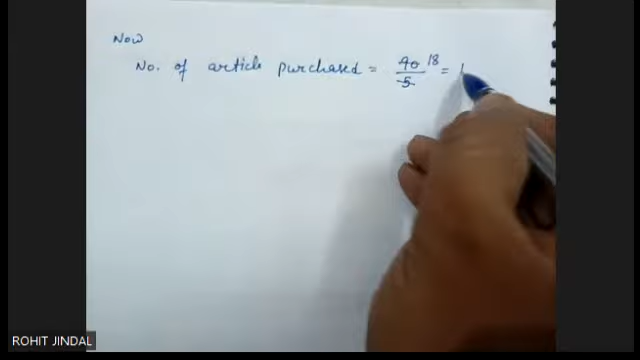 Now
No. of article purchased = 90/5 18 = 1
ROHIT JINDAL